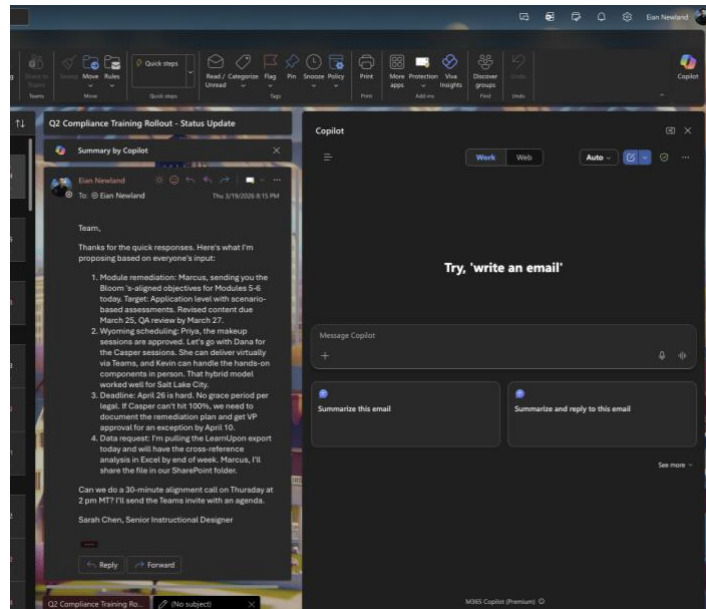 Eian Newland
Quick steps
Share to Teams
Move
Rules
Read / Unread
Categorize
Flag
Pin
Snooze
Policy
Print
More apps
Protection
Viva Insights
Discover groups
Undo
Copilot
Teams
Move
Quick steps
Tags
Print
Add-ins
Find
Undo
Q2 Compliance Training Rollout - Status Update
Summary by Copilot
Eian Newland
To: Eian Newland
Thu 3/19/2026 8:15 PM
Team,
Thanks for the quick responses. Here's what I'm
proposing based on everyone's input:
1. Module remediation: Marcus, sending you the
Bloom 's-aligned objectives for Modules 5-6
today. Target: Application level with scenario-
based assessments. Revised content due
March 25, QA review by March 27.
2. Wyoming scheduling: Priya, the makeup
sessions are approved. Let's go with Dana for
the Casper sessions. She can deliver virtually
via Teams, and Kevin can handle the hands-on
components in person. That hybrid model
worked well for Salt Lake City.
3. Deadline: April 26 is hard. No grace period per
legal. If Casper can't hit 100%, we need to
document the remediation plan and get VP
approval for an exception by April 10.
4. Data request: I'm pulling the LearnUpon export
today and will have the cross-reference
analysis in Excel by end of week. Marcus, I'll
share the file in our SharePoint folder.
Can we do a 30-minute alignment call on Thursday at
2 pm MT? I'll send the Teams invite with an agenda.
Sarah Chen, Senior Instructional Designer
Reply
Forward
Q2 Compliance Training Ro...
(No subject)
Copilot
Work
Web
Auto
Try, 'write an email'
Message Copilot
Summarize this email
Summarize and reply to this email
See more
M365 Copilot (Premium)